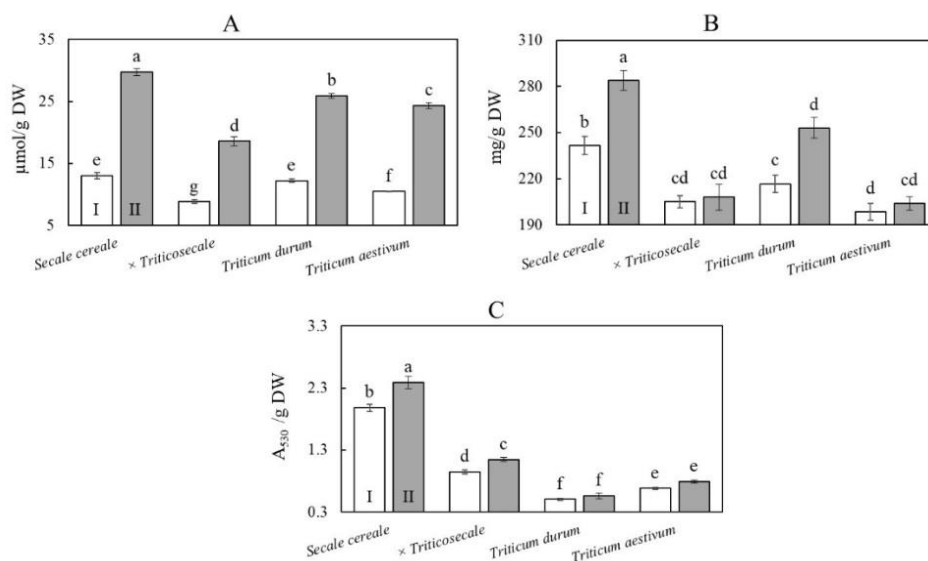 A
μmol/g DW
35
25
15
5
e
a
g
d
e
b
f
c
I
II
Secale cereale
× Triticosecale
Triticum durum
Triticum aestivum
B
mg/g DW
310
280
250
220
190
b
a
cd
cd
c
d
d
cd
I
II
Secale cereale
× Triticosecale
Triticum durum
Triticum aestivum
C
A₅₃₀ /g DW
3.3
2.3
1.3
0.3
b
a
d
c
f
f
e
e
I
II
Secale cereale
× Triticosecale
Triticum durum
Triticum aestivum